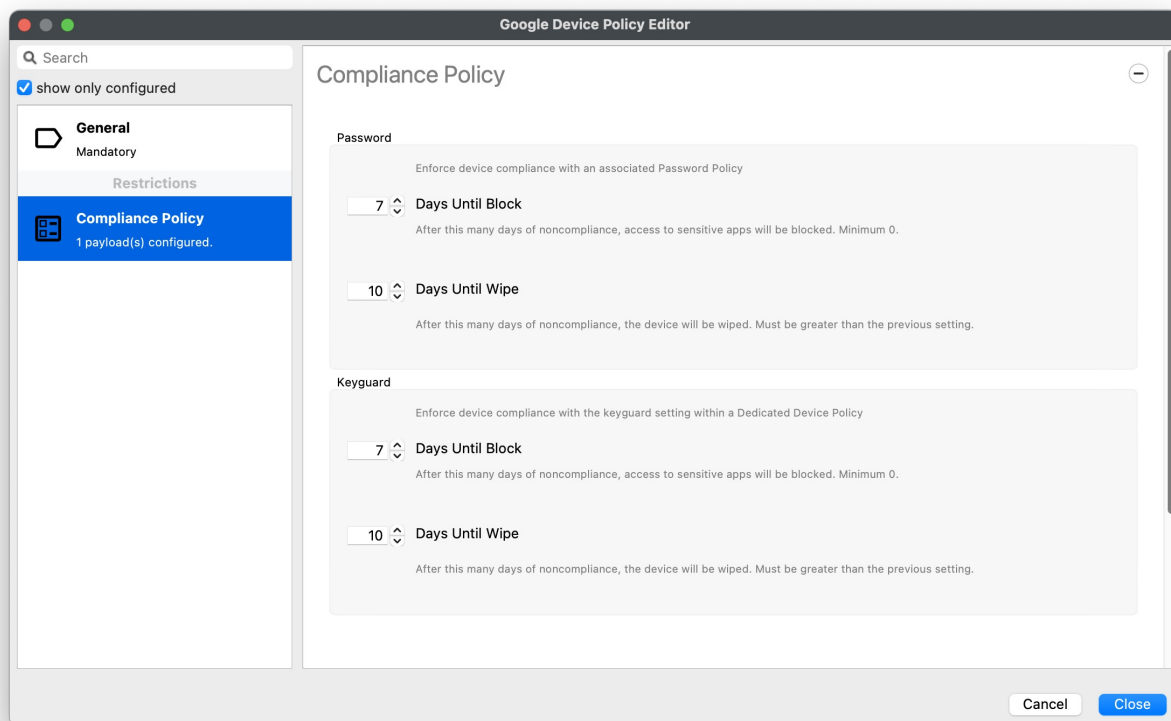 Google Device Policy Editor
Search
show only configured
General
Mandatory
Restrictions
Compliance Policy
1 payload(s) configured.
Compliance Policy
Password
Enforce device compliance with an associated Password Policy
7 Days Until Block
After this many days of noncompliance, access to sensitive apps will be blocked. Minimum 0.
10 Days Until Wipe
After this many days of noncompliance, the device will be wiped. Must be greater than the previous setting.
Keyguard
Enforce device compliance with the keyguard setting within a Dedicated Device Policy
7 Days Until Block
After this many days of noncompliance, access to sensitive apps will be blocked. Minimum 0.
10 Days Until Wipe
After this many days of noncompliance, the device will be wiped. Must be greater than the previous setting.
Cancel Close